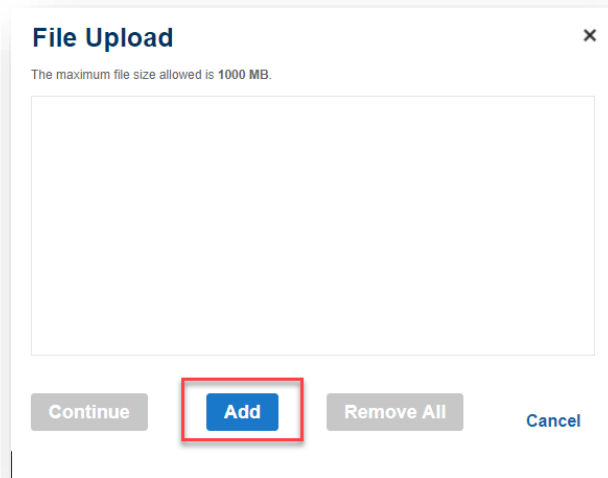 File Upload ×
The maximum file size allowed is 1000 MB.
Continue Add Remove All Cancel